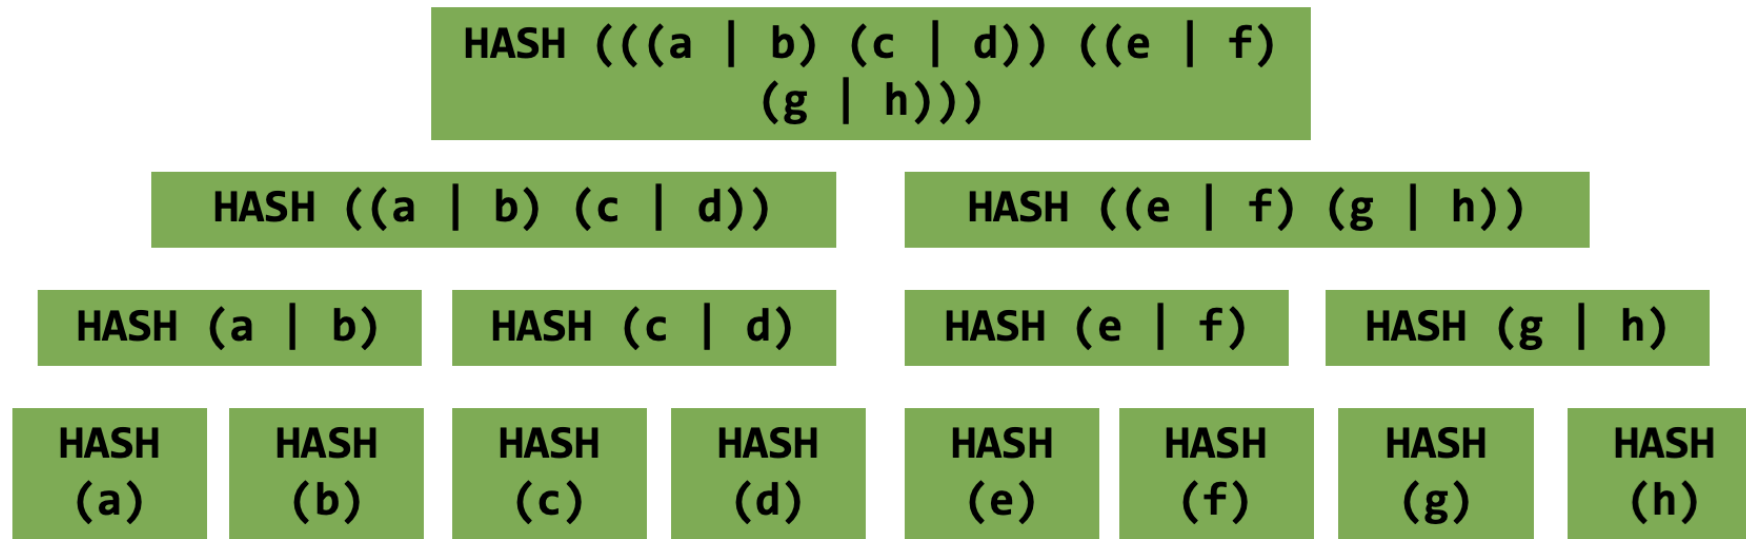 HASH (((a | b) (c | d)) ((e | f)
(g | h)))
HASH ((a | b) (c | d))
HASH ((e | f) (g | h))
HASH (a | b)
HASH (c | d)
HASH (e | f)
HASH (g | h)
HASH
(a)
HASH
(b)
HASH
(c)
HASH
(d)
HASH
(e)
HASH
(f)
HASH
(g)
HASH
(h)